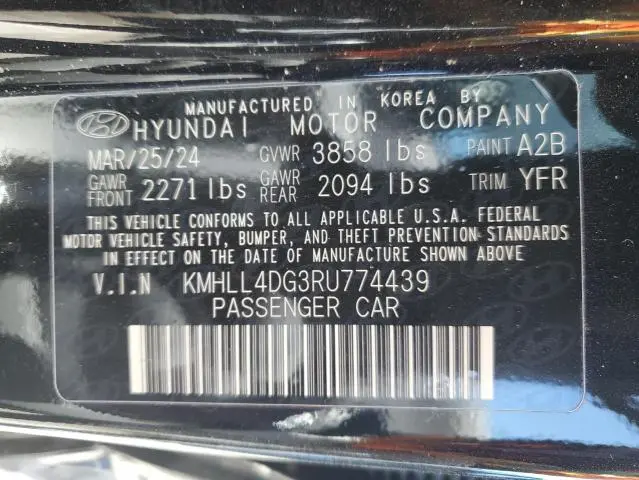 MANUFACTURED IN KOREA BY
HYUNDAI MOTOR COMPANY
MAR/25/24 GVWR 3858 lbs PAINT A2B
GAWR FRONT 2271 lbs GAWR REAR 2094 lbs TRIM YFR
THIS VEHICLE CONFORMS TO ALL APPLICABLE U.S.A. FEDERAL
MOTOR VEHICLE SAFETY, BUMPER, AND THEFT PREVENTION STANDARDS
IN EFFECT ON THE DATE OF MANUFACTURE SHOWN ABOVE
V.I.N KMHLL4DG3RU774439
PASSENGER CAR